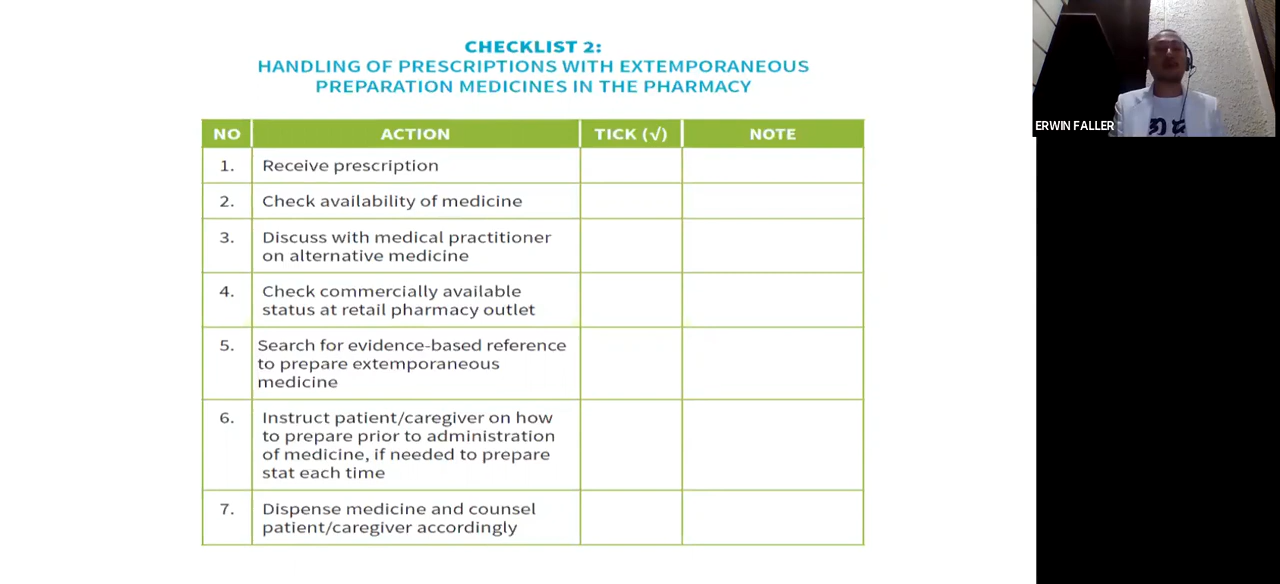 CHECKLIST 2:
HANDLING OF PRESCRIPTIONS WITH EXTEMPORANEOUS
PREPARATION MEDICINES IN THE PHARMACY
NO ACTION TICK (√) NOTE
1. Receive prescription
2. Check availability of medicine
3. Discuss with medical practitioner
on alternative medicine
4. Check commercially available
status at retail pharmacy outlet
5. Search for evidence-based reference
to prepare extemporaneous
medicine
6. Instruct patient/caregiver on how
to prepare prior to administration
of medicine, if needed to prepare
stat each time
7. Dispense medicine and counsel
patient/caregiver accordingly
ERWIN FALLER